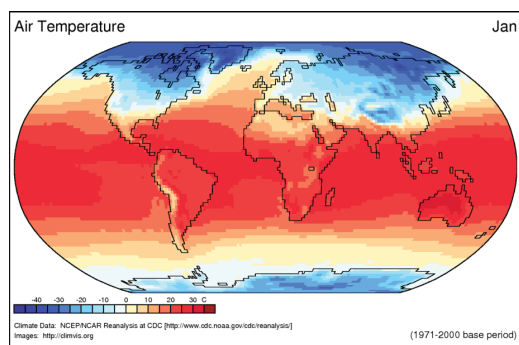 Air Temperature
Jan
-40 -30 -20 -10 0 10 20 30 C
Climate Data: NCEP/NCAR Reanalysis at CDC [http://www.cdc.noaa.gov/cdc/reanalysis/]
Images: http://climvis.org
(1971-2000 base period)